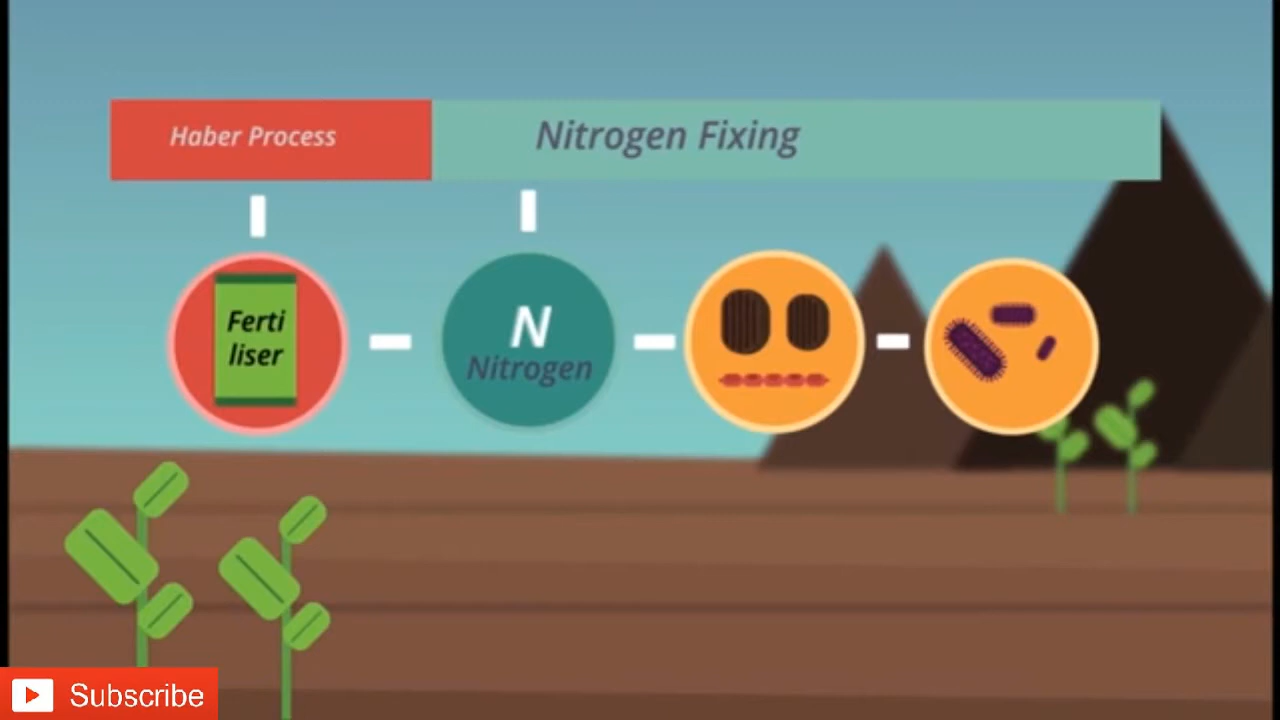 Haber Process
Nitrogen Fixing
Ferti
liser
N
Nitrogen
Subscribe